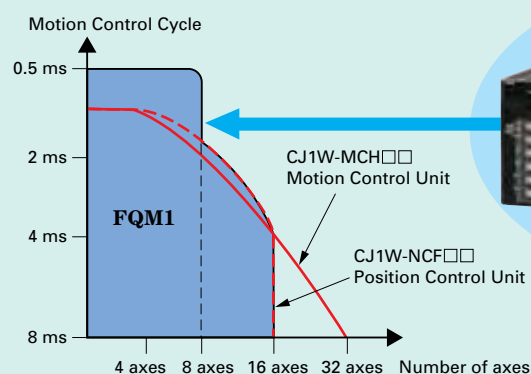 Motion Control Cycle
0.5 ms
2 ms
4 ms
8 ms
FQM1
CJ1W-MCH□□
Motion Control Unit
CJ1W-NCF□□
Position Control Unit
4 axes 8 axes 16 axes 32 axes Number of axes